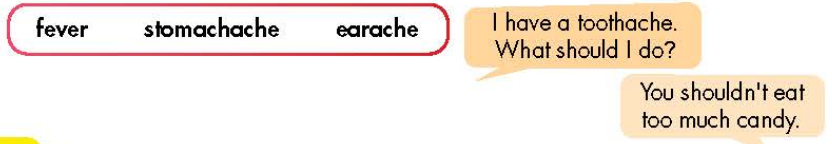 fever stomachache earache
I have a toothache.
What should I do?
You shouldn't eat
too much candy.